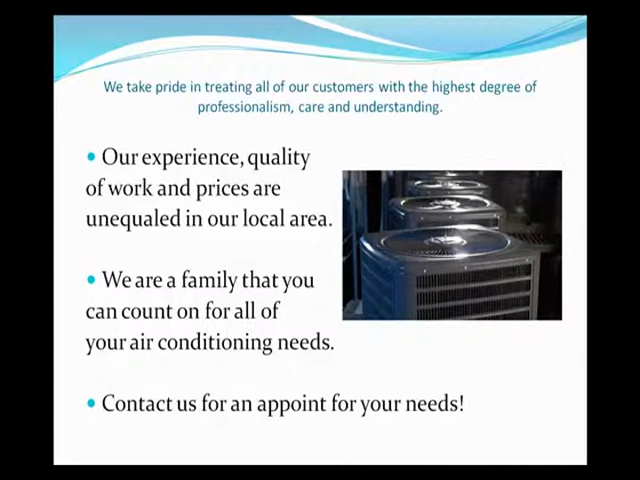 We take pride in treating all of our customers with the highest degree of
professionalism, care and understanding.
• Our experience, quality
of work and prices are
unequaled in our local area.
• We are a family that you
can count on for all of
your air conditioning needs.
• Contact us for an appoint for your needs!